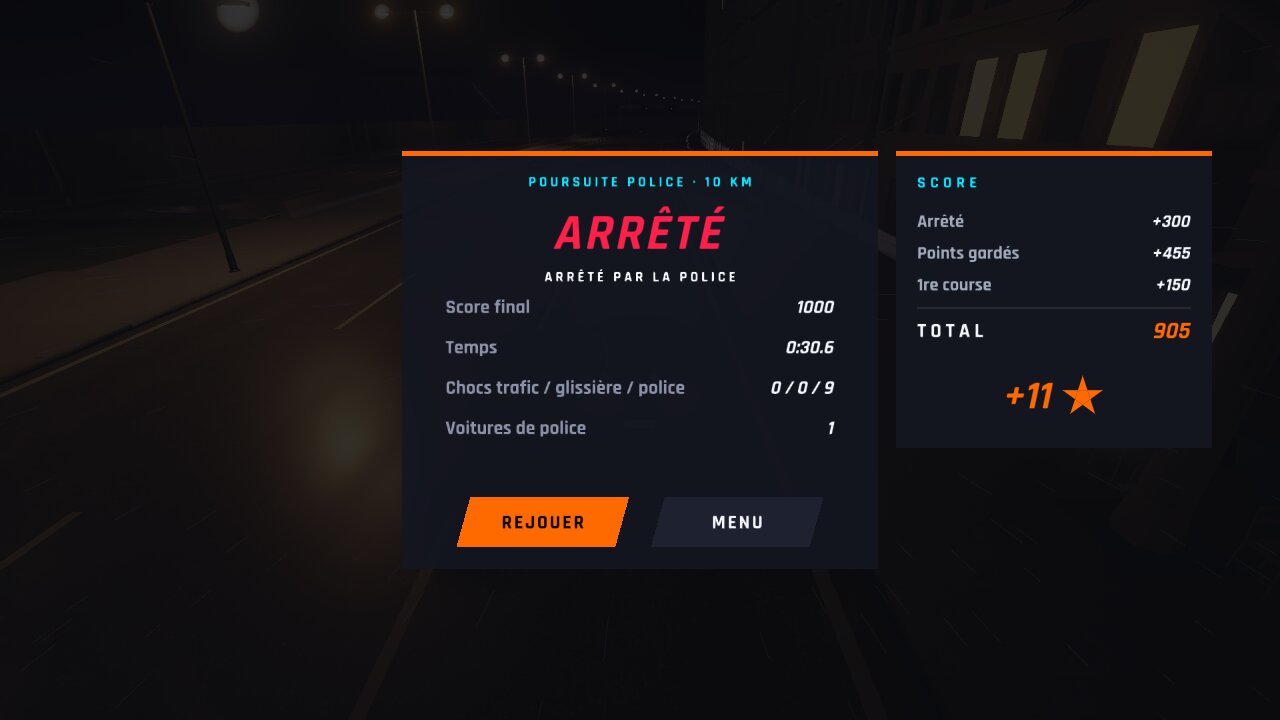 POURSUITE POLICE · 10 KM
ARRÊTÉ
ARRÊTÉ PAR LA POLICE
Score final 1000
Temps 0:30.6
Chocs trafic / glissière / police 0 / 0 / 9
Voitures de police 1
REJOUER MENU
SCORE
Arrêté +300
Points gardés +455
1re course +150
TOTAL 905
+11 ★